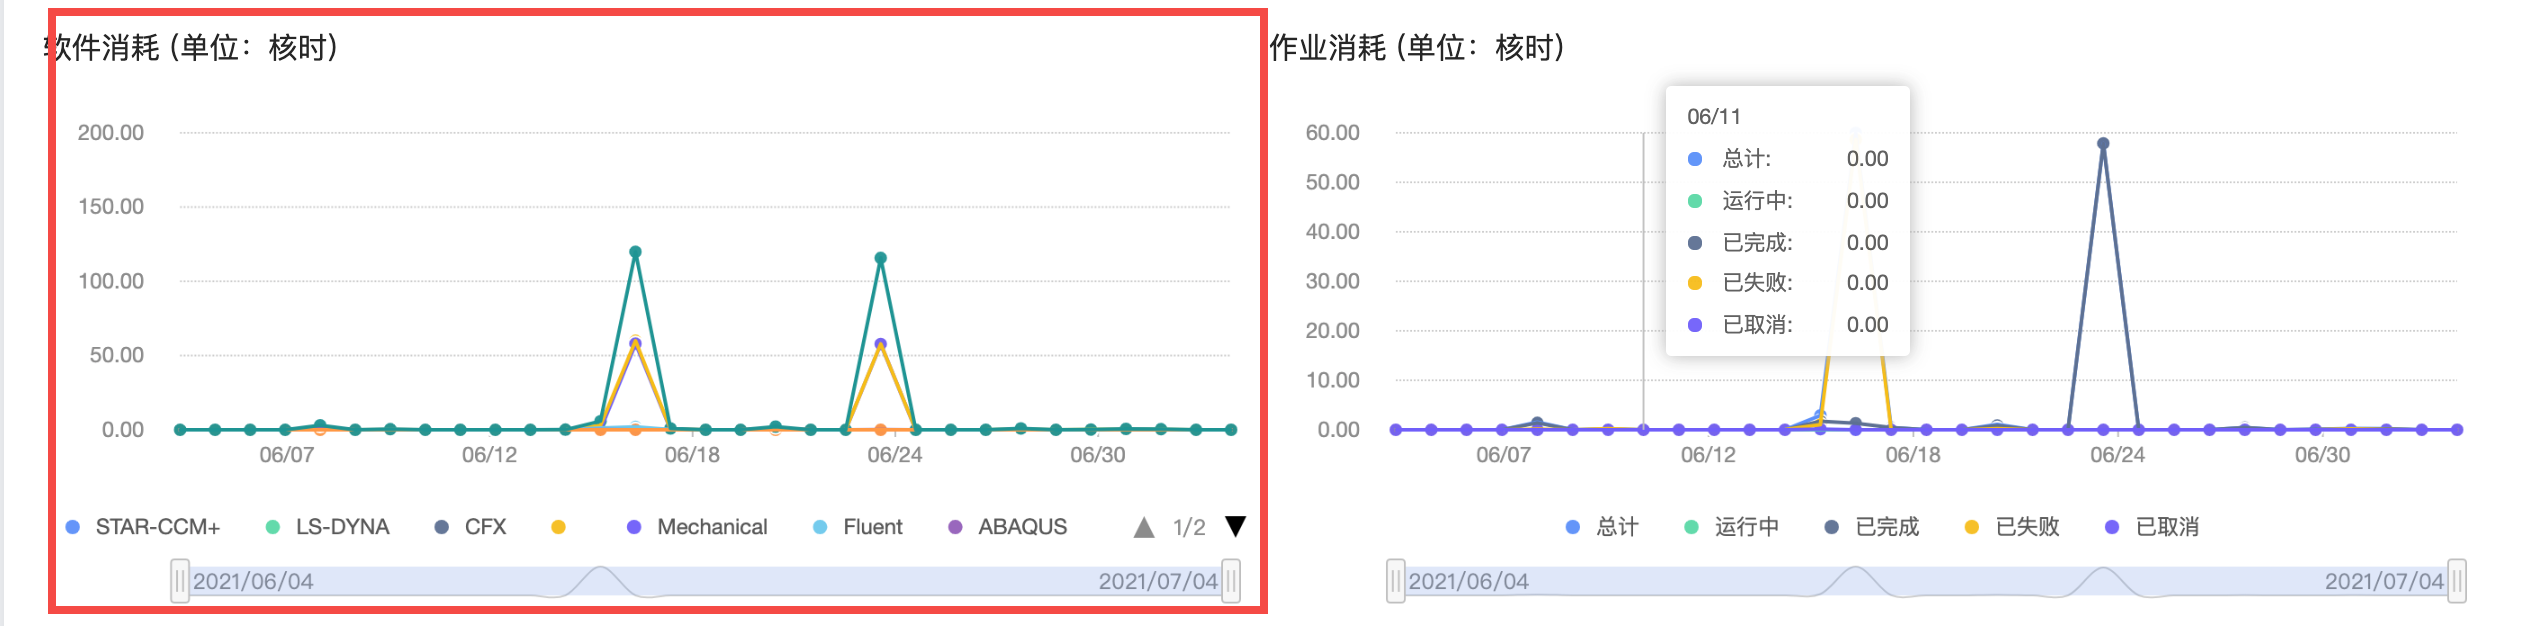 软件消耗 (单位：核时)
200.00
150.00
100.00
50.00
0.00
06/07 06/12 06/18 06/24 06/30
STAR-CCM+ LS-DYNA CFX Mechanical Fluent ABAQUS 1/2
2021/06/04 2021/07/04
作业消耗 (单位：核时)
60.00
50.00
40.00
30.00
20.00
10.00
0.00
06/11
总计: 0.00
运行中: 0.00
已完成: 0.00
已失败: 0.00
已取消: 0.00
06/07 06/12 06/18 06/24 06/30
总计 运行中 已完成 已失败 已取消
2021/06/04 2021/07/04